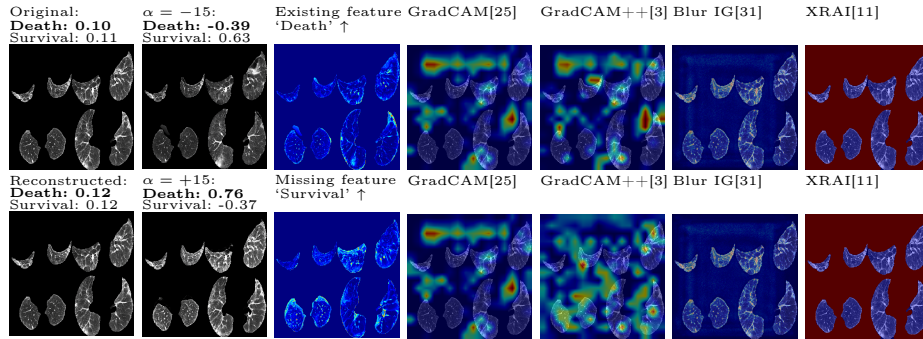 Original:
Death: 0.10
Survival: 0.11
α = −15:
Death: -0.39
Survival: 0.63
Existing feature
‘Death’ ↑
GradCAM[25]
GradCAM++[3]
Blur IG[31]
XRAI[11]
Reconstructed:
Death: 0.12
Survival: 0.12
α = +15:
Death: 0.76
Survival: -0.37
Missing feature
‘Survival’ ↑
GradCAM[25]
GradCAM++[3]
Blur IG[31]
XRAI[11]